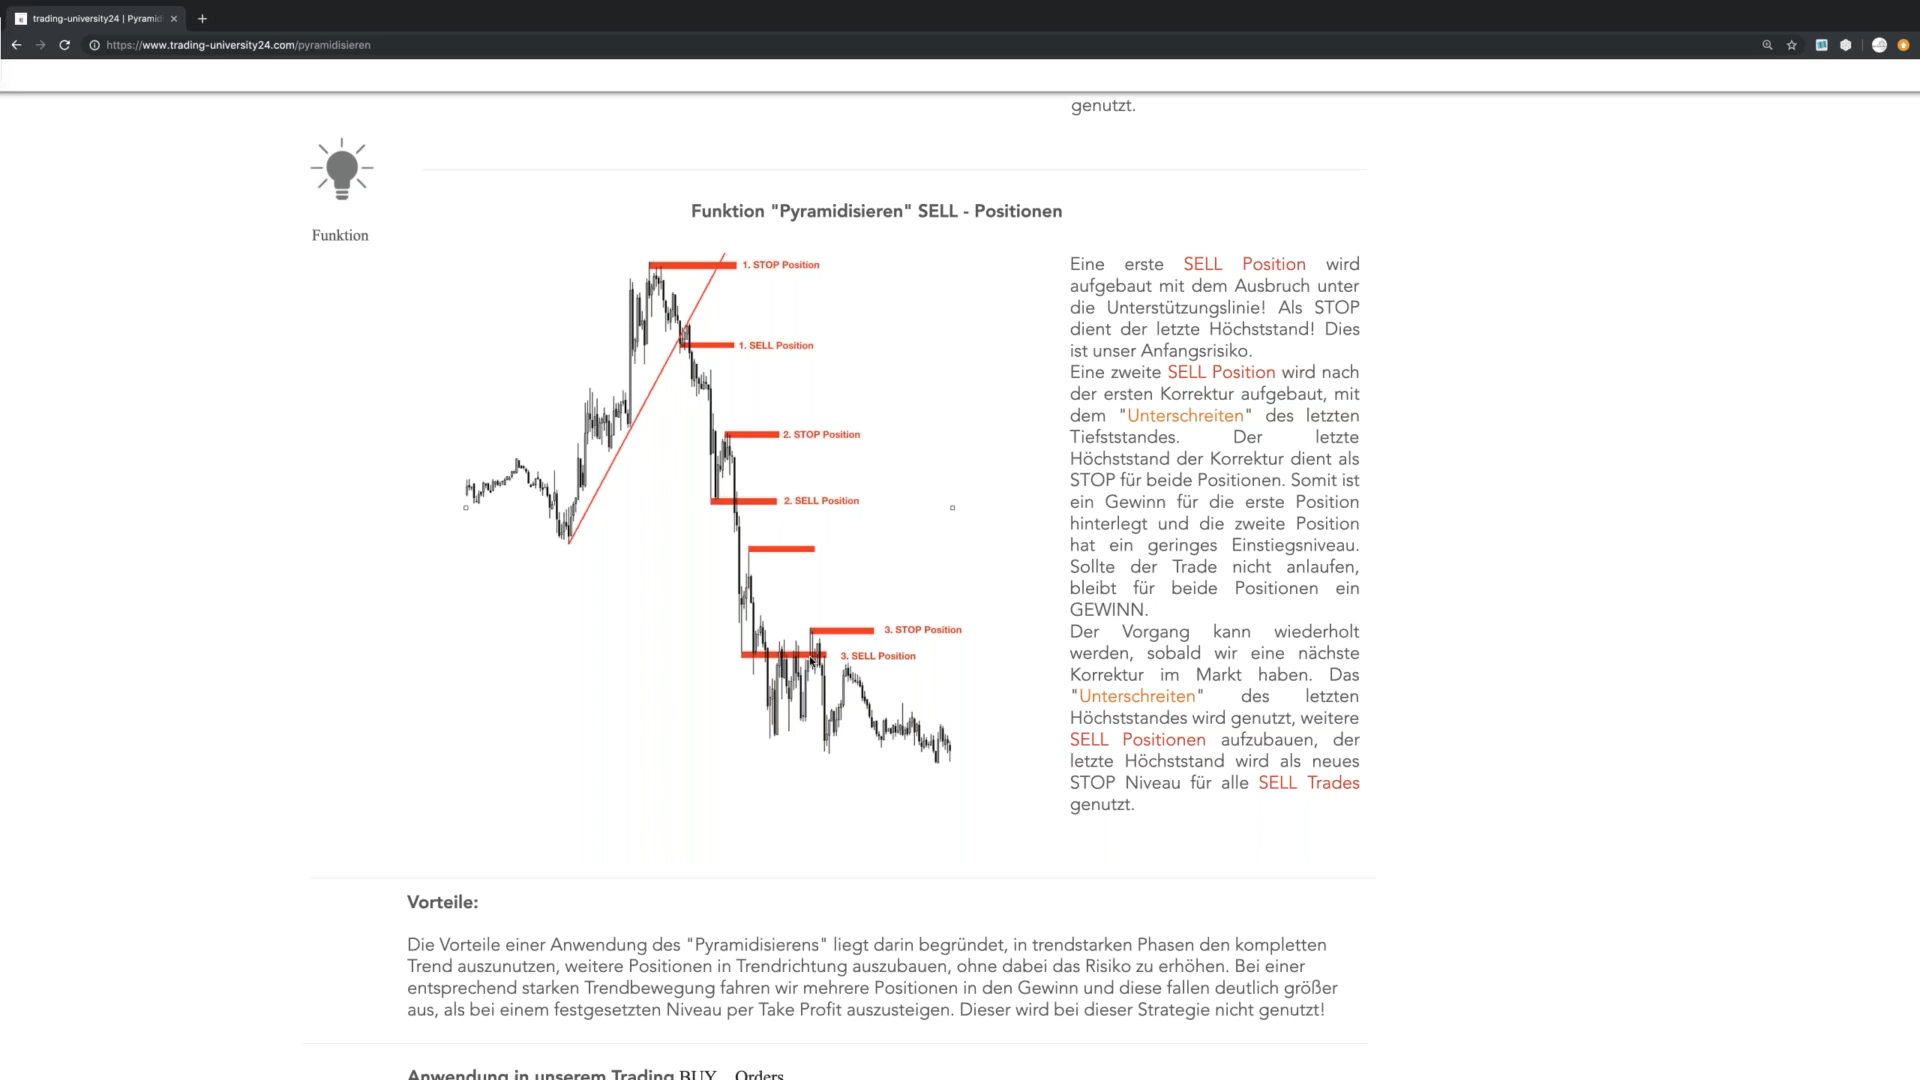 trading-university24 | Pyramid
https://www.trading-university24.com/pyramidisieren
genutzt.
Funktion
Funktion "Pyramidisieren" SELL - Positionen
1. STOP Position
1. SELL Position
2. STOP Position
2. SELL Position
3. STOP Position
3. SELL Position
Eine erste SELL Position wird
aufgebaut mit dem Ausbruch unter
die Unterstützungslinie! Als STOP
dient der letzte Höchststand! Dies
ist unser Anfangsrisiko.
Eine zweite SELL Position wird nach
der ersten Korrektur aufgebaut, mit
dem "Unterschreiten" des letzten
Tiefststandes. Der letzte
Höchststand der Korrektur dient als
STOP für beide Positionen. Somit ist
ein Gewinn für die erste Position
hinterlegt und die zweite Position
hat ein geringes Einstiegsniveau.
Sollte der Trade nicht anlaufen,
bleibt für beide Positionen ein
GEWINN.
Der Vorgang kann wiederholt
werden, sobald wir eine nächste
Korrektur im Markt haben. Das
"Unterschreiten" des letzten
Höchststandes wird genutzt, weitere
SELL Positionen aufzubauen, der
letzte Höchststand wird als neues
STOP Niveau für alle SELL Trades
genutzt.
Vorteile:
Die Vorteile einer Anwendung des "Pyramidisierens" liegt darin begründet, in trendstarken Phasen den kompletten
Trend auszunutzen, weitere Positionen in Trendrichtung auszubauen, ohne dabei das Risiko zu erhöhen. Bei einer
entsprechend starken Trendbewegung fahren wir mehrere Positionen in den Gewinn und diese fallen deutlich größer
aus, als bei einem festgesetzten Niveau per Take Profit auszusteigen. Dieser wird bei dieser Strategie nicht genutzt!
Anwendung in unserem Trading BUY Orders